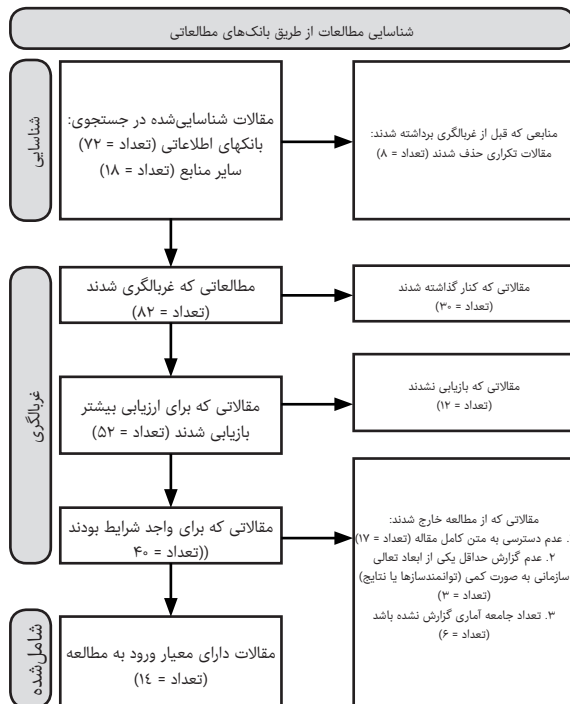 شناسایی مطالعات از طریق بانک‌های مطالعاتی
شناسایی
مقالات شناسایی‌شده در جستجوی:
بانکهای اطلاعاتی (تعداد = ۷۲)
سایر منابع (تعداد = ۱۸)
منابعی که قبل از غربالگری برداشته شدند:
مقالات تکراری حذف شدند (تعداد = ۸)
غربالگری
مطالعاتی که غربالگری شدند
(تعداد = ۸۲)
مقالاتی که کنار گذاشته شدند
(تعداد = ۳۰)
مقالاتی که برای ارزیابی بیشتر
بازیابی شدند (تعداد = ۵۲)
مقالاتی که بازیابی نشدند
(تعداد = ۱۲)
مقالاتی که برای واجد شرایط بودند
((تعداد = ۴۰
مقالاتی که از مطالعه خارج شدند:
. عدم دسترسی به متن کامل مقاله (تعداد = ۱۷)
۲. عدم گزارش حداقل یکی از ابعاد تعالی
سازمانی به صورت کمی (توانمندسازها یا نتایج)
(تعداد = ۳)
۳. تعداد جامعه آماری گزارش نشده باشد
(تعداد = ۶)
شامل‌شده
مقالات دارای معیار ورود به مطالعه
(تعداد = ۱٤)